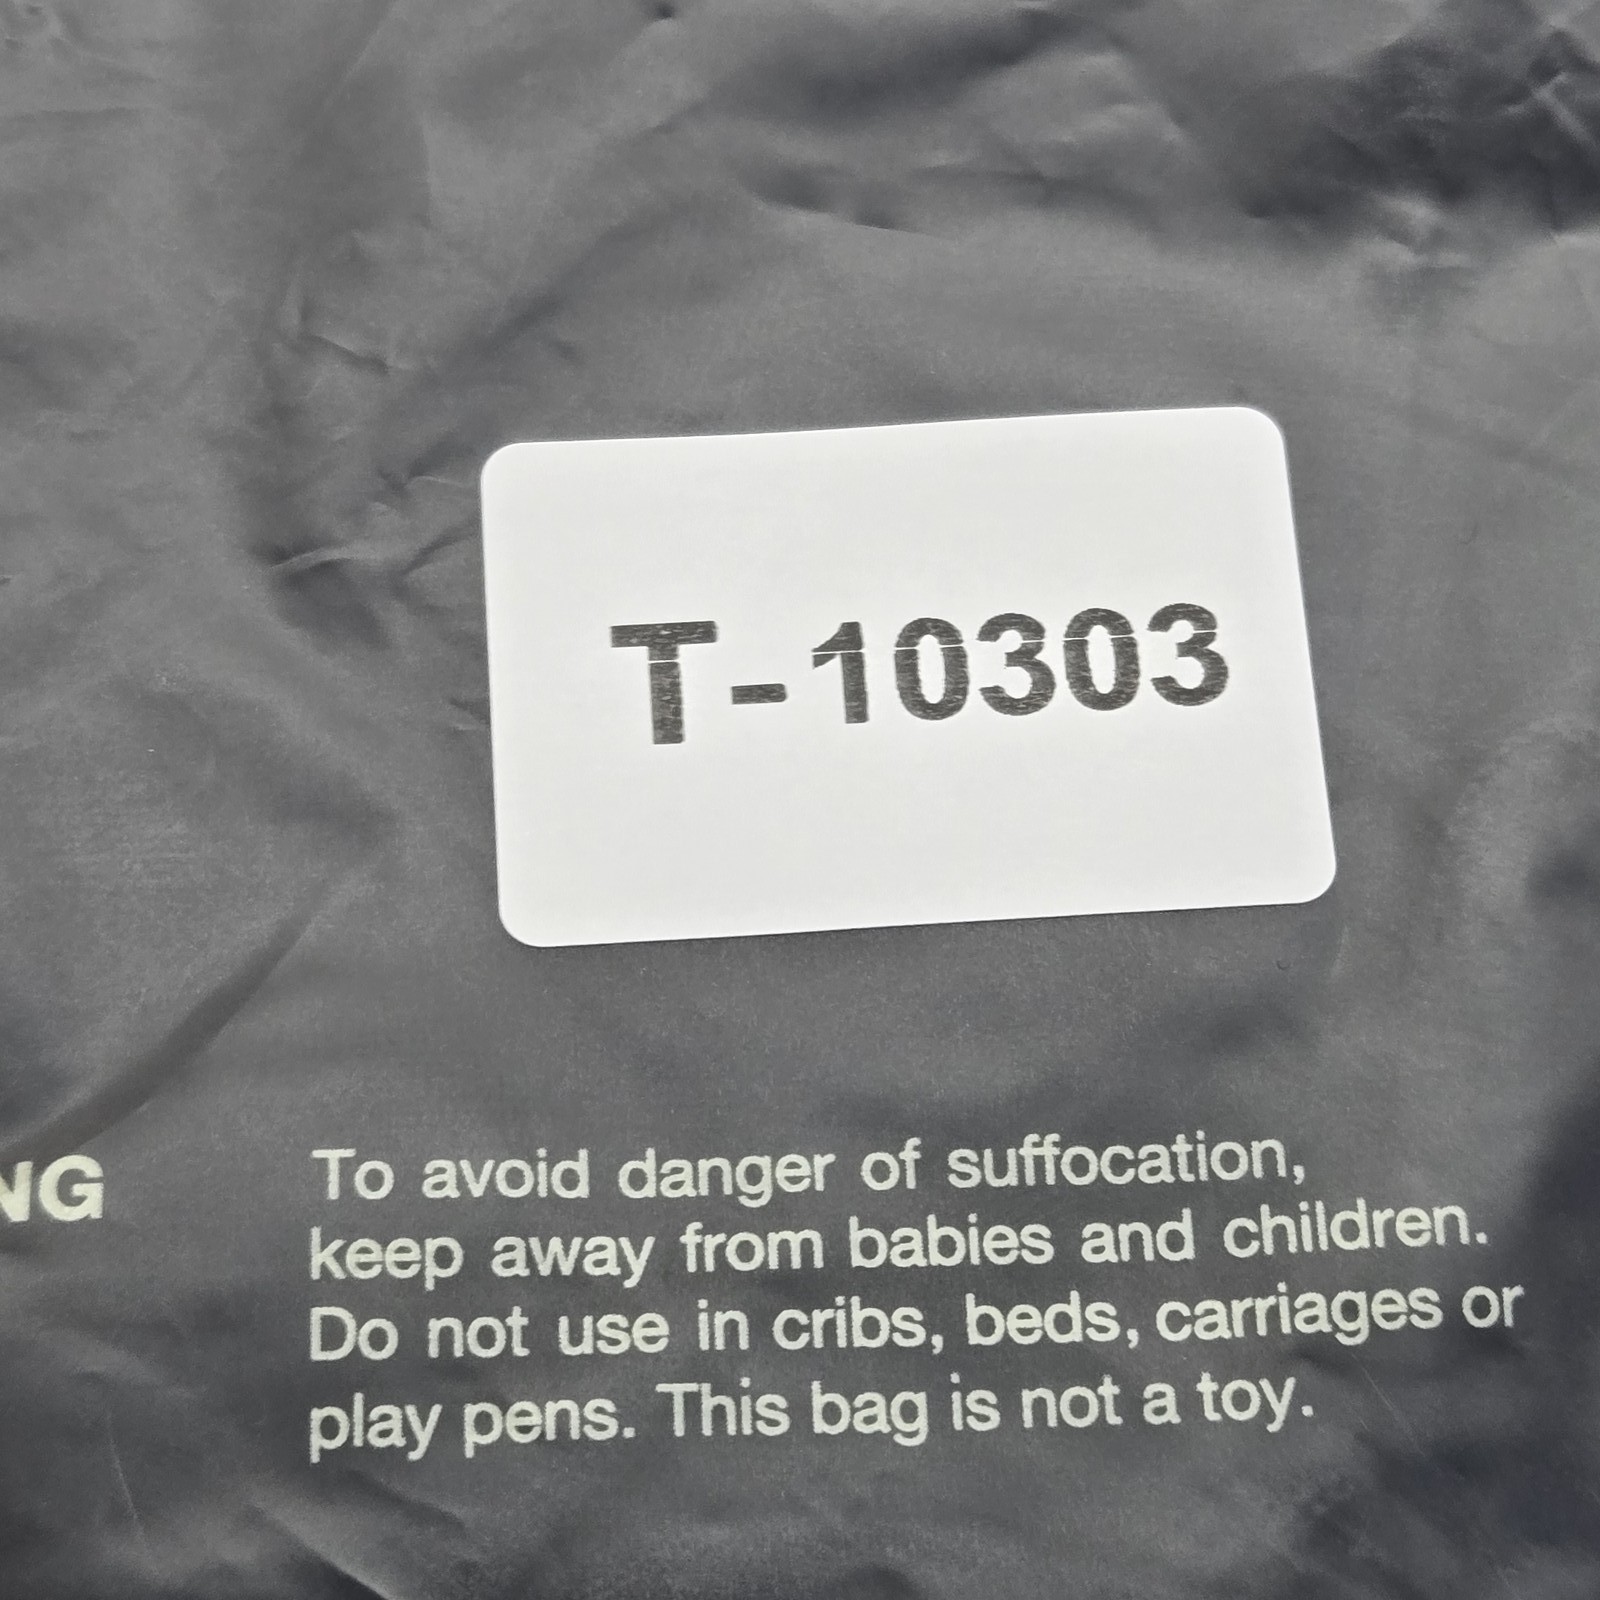 T-10303
NG
To avoid danger of suffocation,
keep away from babies and children.
Do not use in cribs, beds, carriages or
play pens. This bag is not a toy.